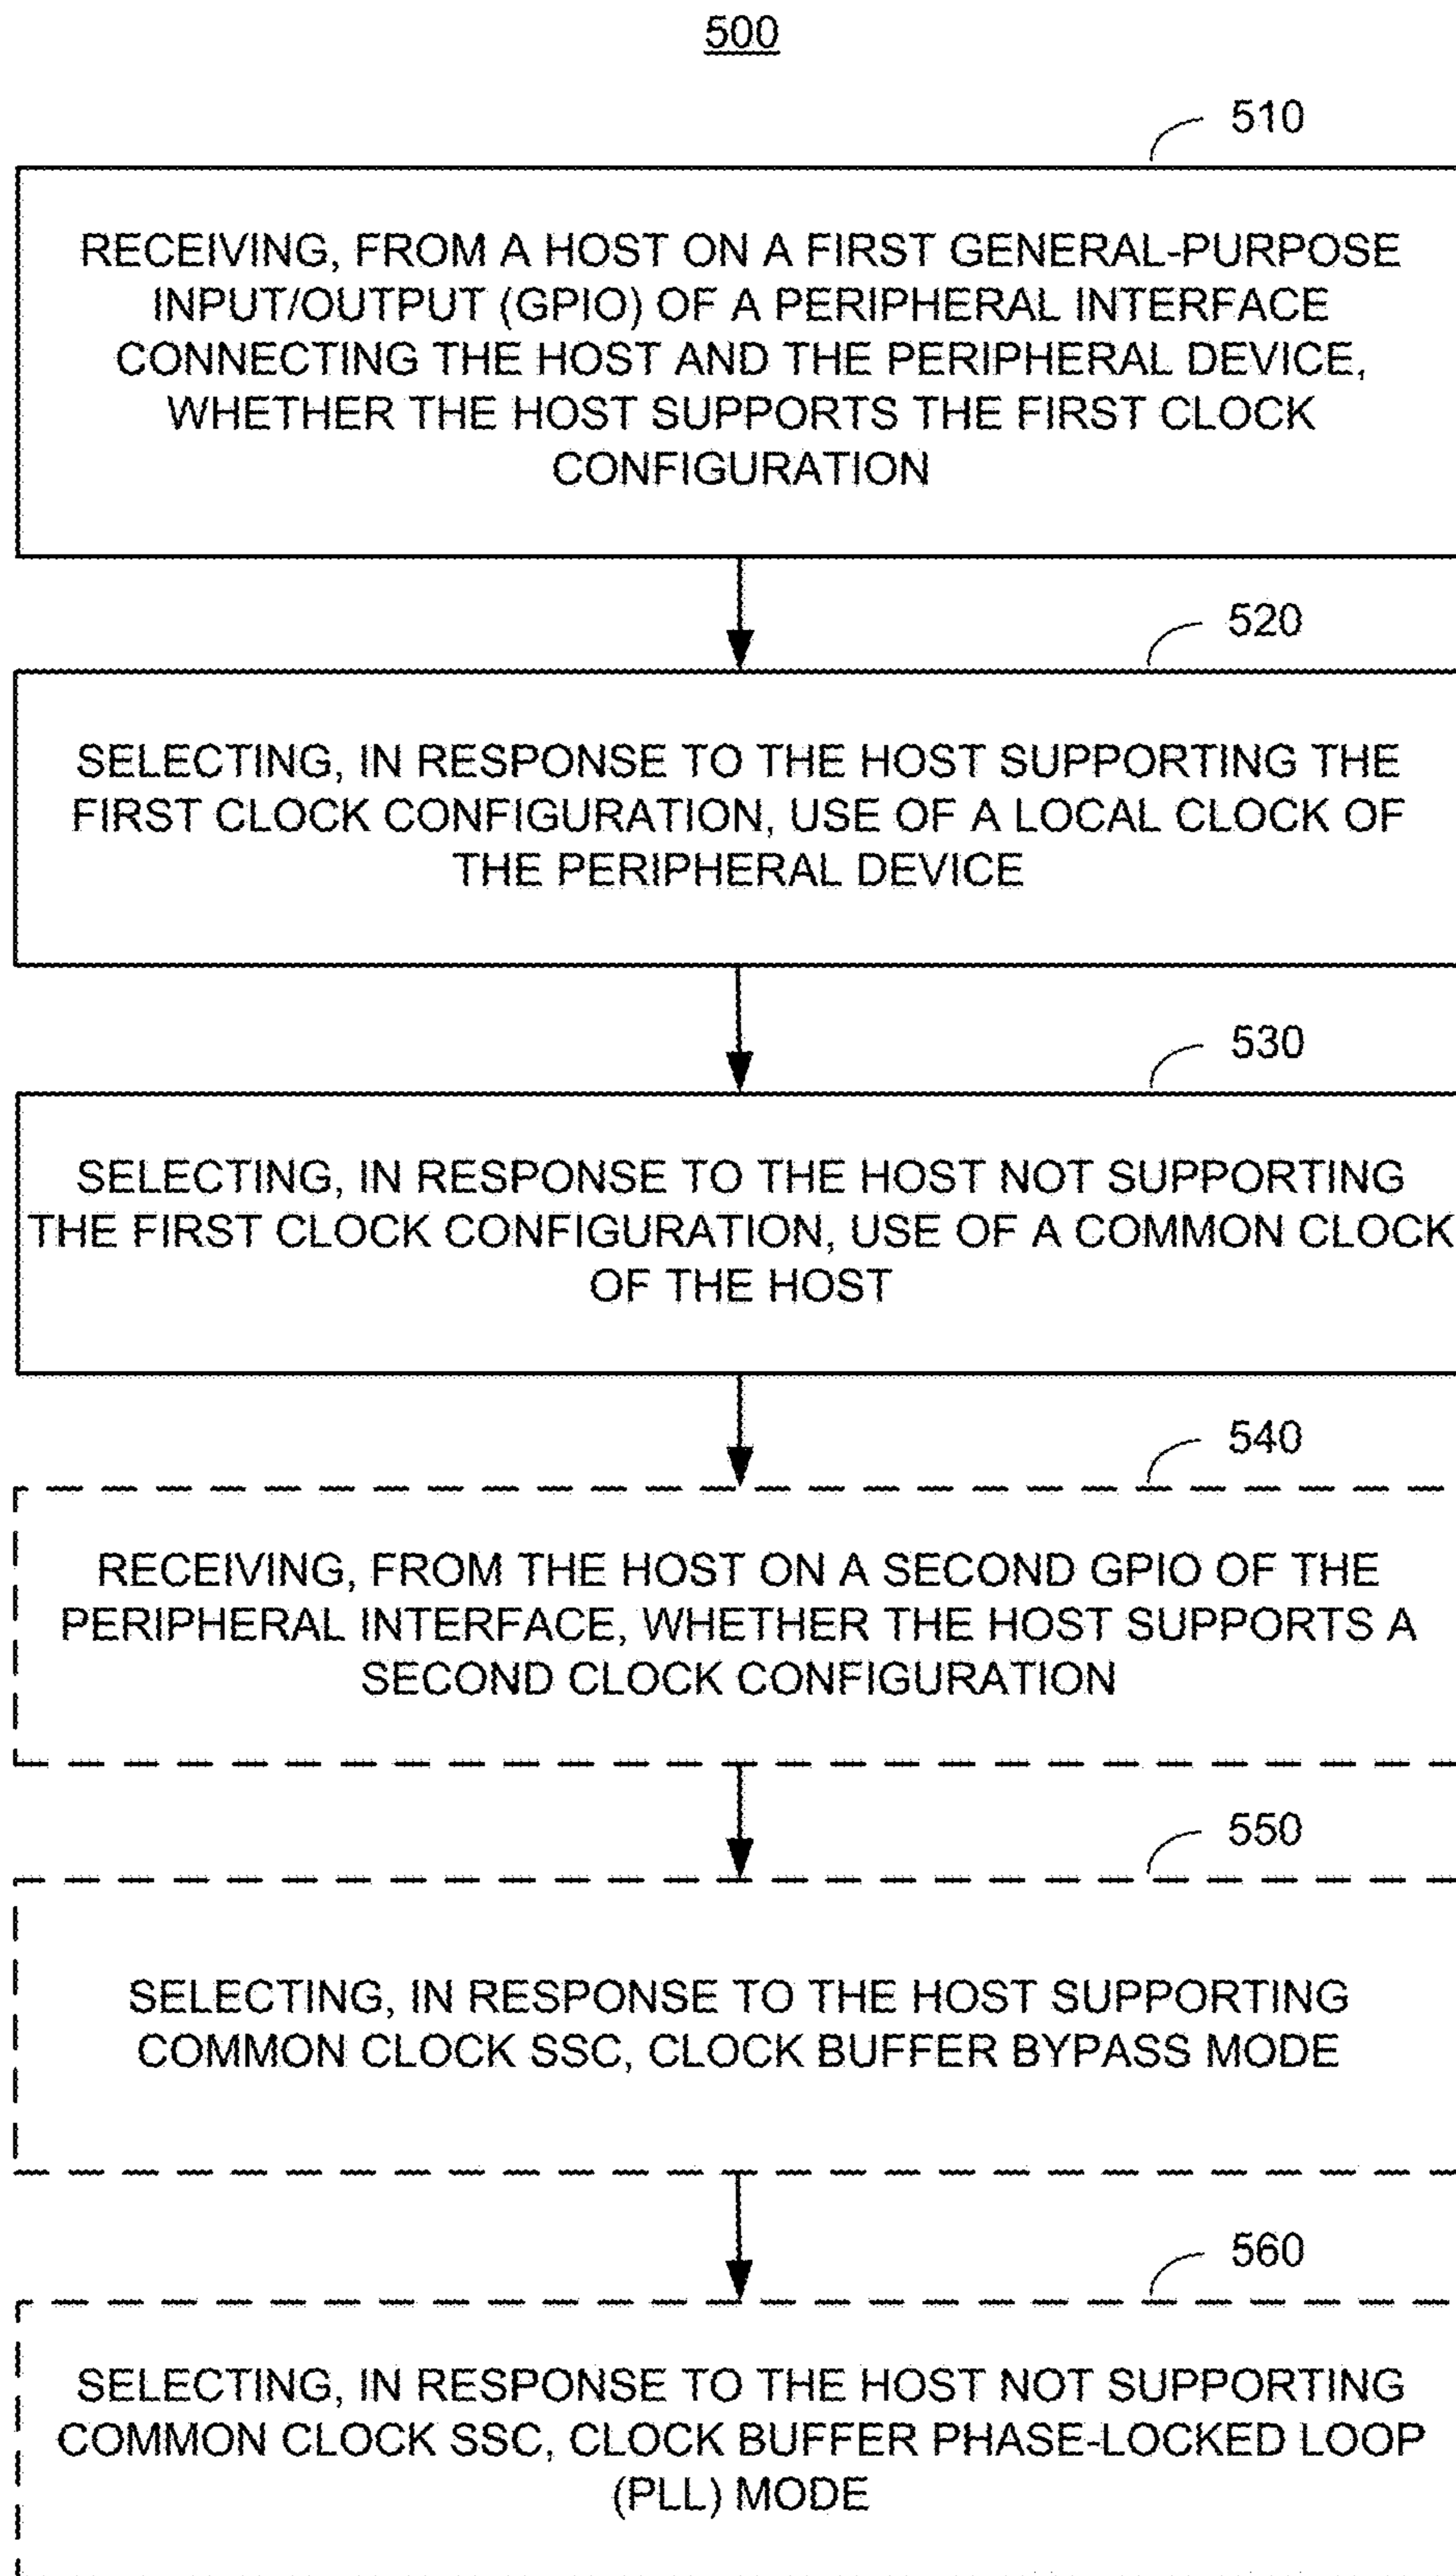 500
510
RECEIVING, FROM A HOST ON A FIRST GENERAL-PURPOSE
INPUT/OUTPUT (GPIO) OF A PERIPHERAL INTERFACE
CONNECTING THE HOST AND THE PERIPHERAL DEVICE,
WHETHER THE HOST SUPPORTS THE FIRST CLOCK
CONFIGURATION
520
SELECTING, IN RESPONSE TO THE HOST SUPPORTING THE
FIRST CLOCK CONFIGURATION, USE OF A LOCAL CLOCK OF
THE PERIPHERAL DEVICE
530
SELECTING, IN RESPONSE TO THE HOST NOT SUPPORTING
THE FIRST CLOCK CONFIGURATION, USE OF A COMMON CLOCK
OF THE HOST
540
RECEIVING, FROM THE HOST ON A SECOND GPIO OF THE
PERIPHERAL INTERFACE, WHETHER THE HOST SUPPORTS A
SECOND CLOCK CONFIGURATION
550
SELECTING, IN RESPONSE TO THE HOST SUPPORTING
COMMON CLOCK SSC, CLOCK BUFFER BYPASS MODE
560
SELECTING, IN RESPONSE TO THE HOST NOT SUPPORTING
COMMON CLOCK SSC, CLOCK BUFFER PHASE-LOCKED LOOP
(PLL) MODE